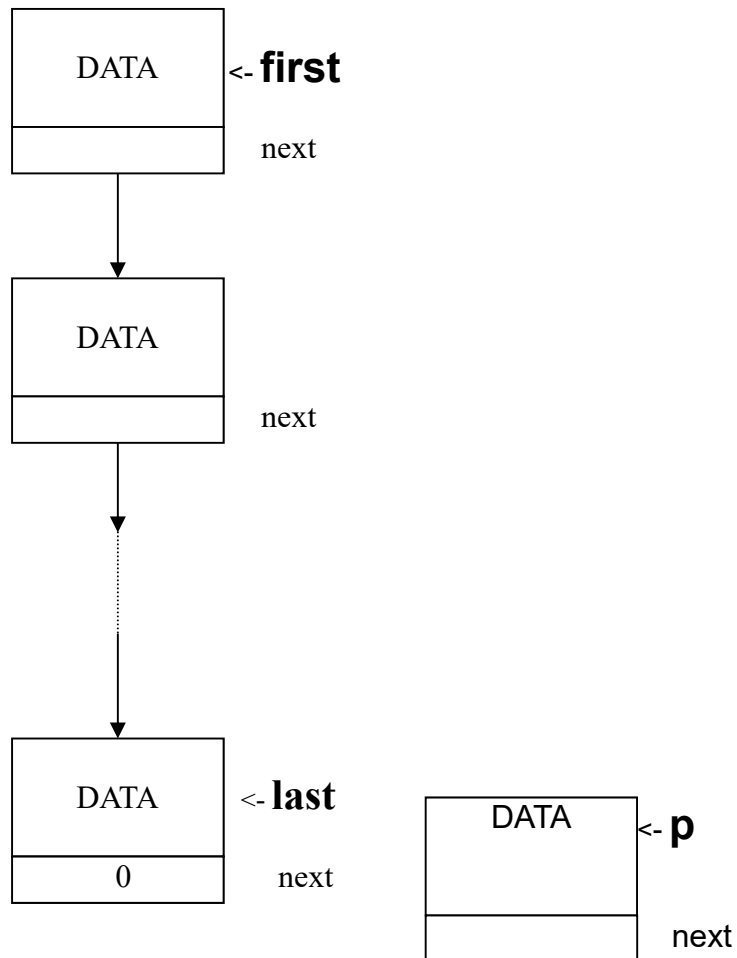 DATA
<- first
next
DATA
next
DATA
<- last
0
next
DATA
<- p
next